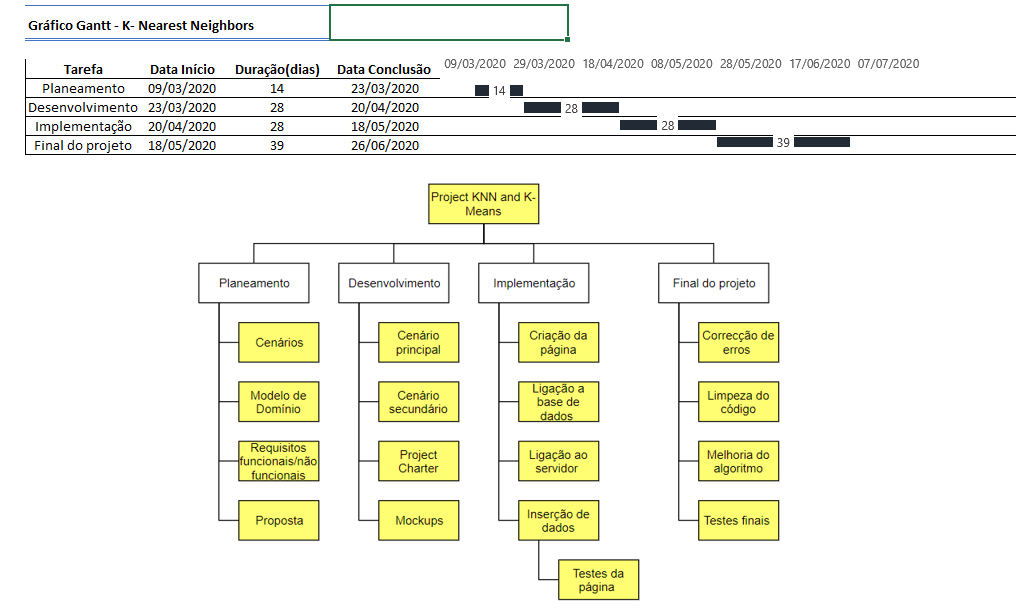 Gráfico Gantt - K- Nearest Neighbors
Tarefa Data Início Duração(dias) Data Conclusão 09/03/2020 29/03/2020 18/04/2020 08/05/2020 28/05/2020 17/06/2020 07/07/2020
Planeamento 09/03/2020 14 23/03/2020 14
Desenvolvimento 23/03/2020 28 20/04/2020 28
Implementação 20/04/2020 28 18/05/2020 28
Final do projeto 18/05/2020 39 26/06/2020 39
Project KNN and K-
Means
Planeamento
Desenvolvimento
Implementação
Final do projeto
Cenários
Modelo de
Domínio
Requisitos
funcionais/não
funcionais
Proposta
Cenário
principal
Cenário
secundário
Project
Charter
Mockups
Criação da
página
Ligação a
base de
dados
Ligação ao
servidor
Inserção de
dados
Testes da
página
Correcção de
erros
Limpeza do
código
Melhoria do
algoritmo
Testes finais